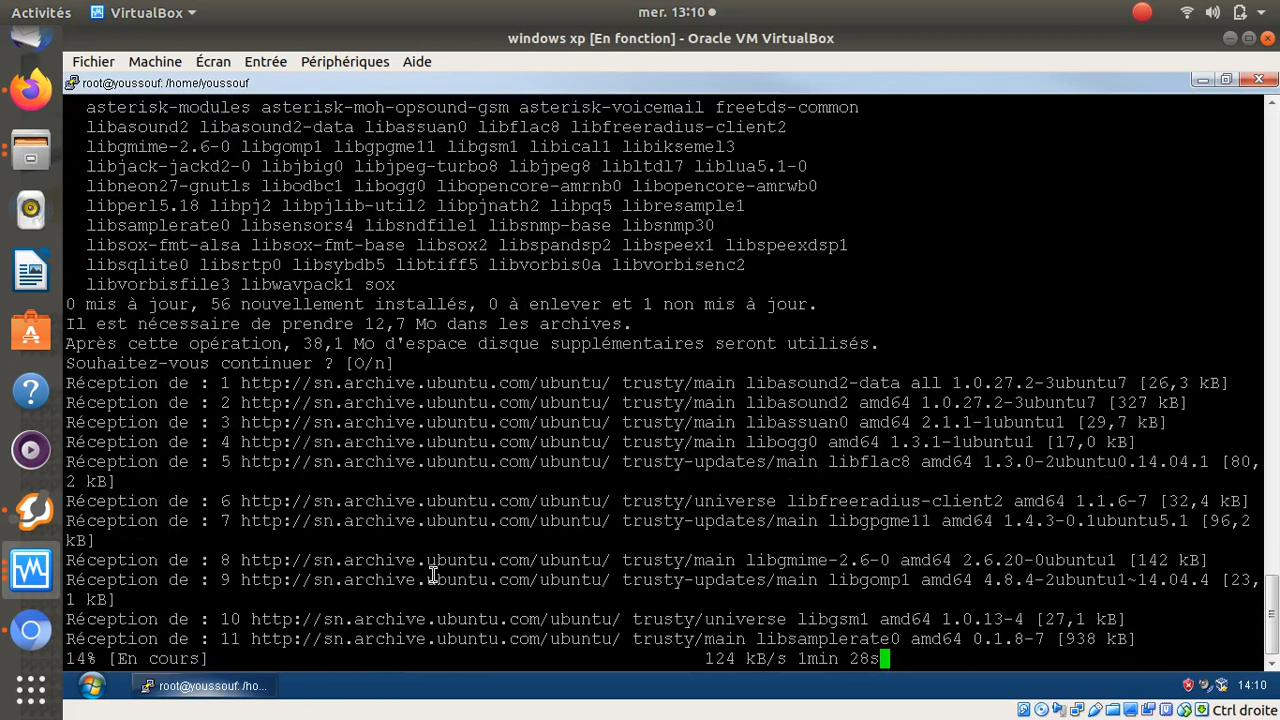 Activités VirtualBox mer. 13:10
windows xp [En fonction] - Oracle VM VirtualBox
Fichier Machine Écran Entrée Périphériques Aide
root@youssouf: /home/youssouf
asterisk-modules asterisk-moh-opsound-gsm asterisk-voicemail freetds-common
libasound2 libasound2-data libassuan0 libflac8 libfreeradius-client2
libgmime-2.6-0 libgomp1 libgpgme11 libgsm1 libical1 libiksemel3
libjack-jackd2-0 libjbig0 libjpeg-turbo8 libjpeg8 libltdl7 liblua5.1-0
libneon27-gnutls libodbc1 libogg0 libopencore-amrnb0 libopencore-amrwb0
libperl5.18 libpj2 libpjlib-util2 libpjnath2 libpq5 libresample1
libsamplerate0 libsensors4 libsndfile1 libsnmp-base libsnmp30
libsox-fmt-alsa libsox-fmt-base libsox2 libspandsp2 libspeex1 libspeexdsp1
libsqlite0 libsrtp0 libsybdb5 libtiff5 libvorbis0a libvorbisenc2
libvorbisfile3 libwavpack1 sox
0 mis à jour, 56 nouvellement installés, 0 à enlever et 1 non mis à jour.
Il est nécessaire de prendre 12,7 Mo dans les archives.
Après cette opération, 38,1 Mo d'espace disque supplémentaires seront utilisés.
Souhaitez-vous continuer ? [O/n]
Réception de : 1 http://sn.archive.ubuntu.com/ubuntu/ trusty/main libasound2-data all 1.0.27.2-3ubuntu7 [26,3 kB]
Réception de : 2 http://sn.archive.ubuntu.com/ubuntu/ trusty/main libasound2 amd64 1.0.27.2-3ubuntu7 [327 kB]
Réception de : 3 http://sn.archive.ubuntu.com/ubuntu/ trusty/main libassuan0 amd64 2.1.1-1ubuntu1 [29,7 kB]
Réception de : 4 http://sn.archive.ubuntu.com/ubuntu/ trusty/main libogg0 amd64 1.3.1-1ubuntu1 [17,0 kB]
Réception de : 5 http://sn.archive.ubuntu.com/ubuntu/ trusty-updates/main libflac8 amd64 1.3.0-2ubuntu0.14.04.1 [80,
2 kB]
Réception de : 6 http://sn.archive.ubuntu.com/ubuntu/ trusty/universe libfreeradius-client2 amd64 1.1.6-7 [32,4 kB]
Réception de : 7 http://sn.archive.ubuntu.com/ubuntu/ trusty-updates/main libgpgme11 amd64 1.4.3-0.1ubuntu5.1 [96,2
kB]
Réception de : 8 http://sn.archive.ubuntu.com/ubuntu/ trusty/main libgmime-2.6-0 amd64 2.6.20-0ubuntu1 [142 kB]
Réception de : 9 http://sn.archive.ubuntu.com/ubuntu/ trusty-updates/main libgomp1 amd64 4.8.4-2ubuntu1~14.04.4 [23,
1 kB]
Réception de : 10 http://sn.archive.ubuntu.com/ubuntu/ trusty/universe libgsm1 amd64 1.0.13-4 [27,1 kB]
Réception de : 11 http://sn.archive.ubuntu.com/ubuntu/ trusty/main libsamplerate0 amd64 0.1.8-7 [938 kB]
14% [En cours] 124 kB/s 1min 28s
root@youssouf: /ho... 14:10
Ctrl droite